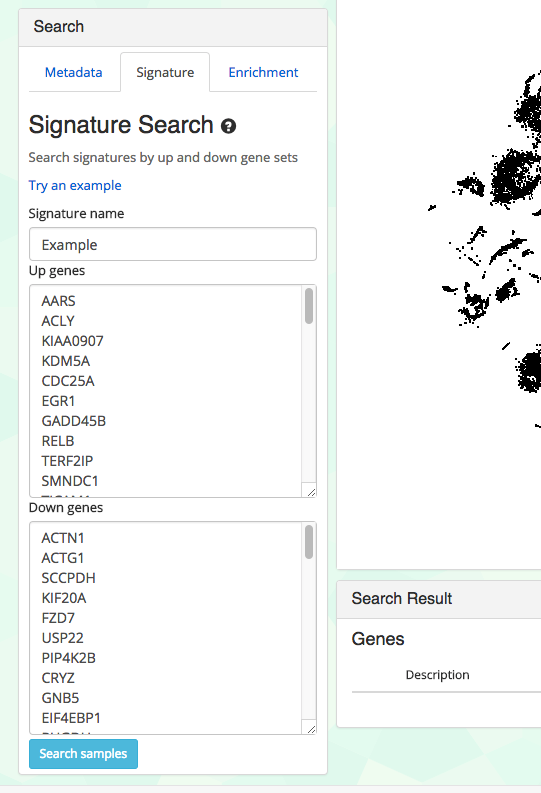 Search
Metadata
Signature
Enrichment
Signature Search
Search signatures by up and down gene sets
Try an example
Signature name
Example
Up genes
AARS
ACLY
KIAA0907
KDM5A
CDC25A
EGR1
GADD45B
RELB
TERF2IP
SMNDC1
Down genes
ACTN1
ACTG1
SCCPDH
KIF20A
FZD7
USP22
PIP4K2B
CRYZ
GNB5
EIF4EBP1
Search samples
Search Result
Genes
Description